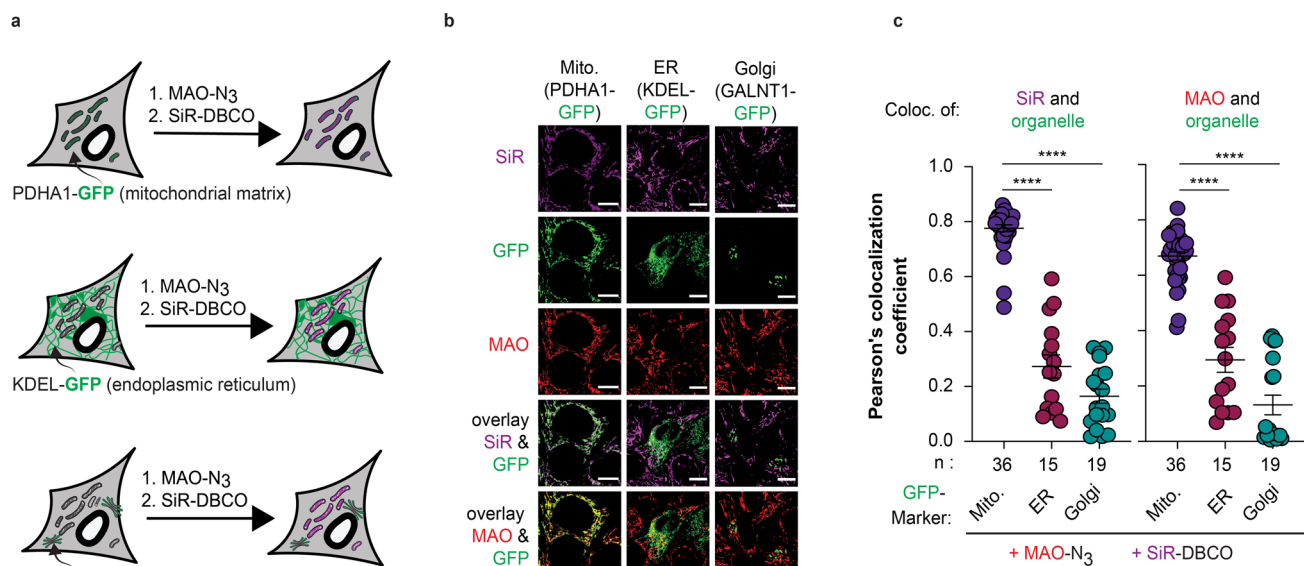 a
1. MAO-N3
2. SiR-DBCO
PDHA1-GFP (mitochondrial matrix)
1. MAO-N3
2. SiR-DBCO
KDEL-GFP (endoplasmic reticulum)
1. MAO-N3
2. SiR-DBCO
b
Mito.
(PDHA1-
GFP)
ER
(KDEL-
GFP)
Golgi
(GALNT1-
GFP)
SiR
GFP
MAO
overlay
SiR &
GFP
overlay
MAO &
GFP
c
Coloc. of:
SiR and
organelle
MAO and
organelle
Pearson's colocalization
coefficient
1.0
0.8
0.6
0.4
0.2
0.0
****
****
****
****
n :
36
15
19
36
15
19
GFP-
Marker:
Mito.
ER
Golgi
Mito.
ER
Golgi
+ MAO-N3
+ SiR-DBCO